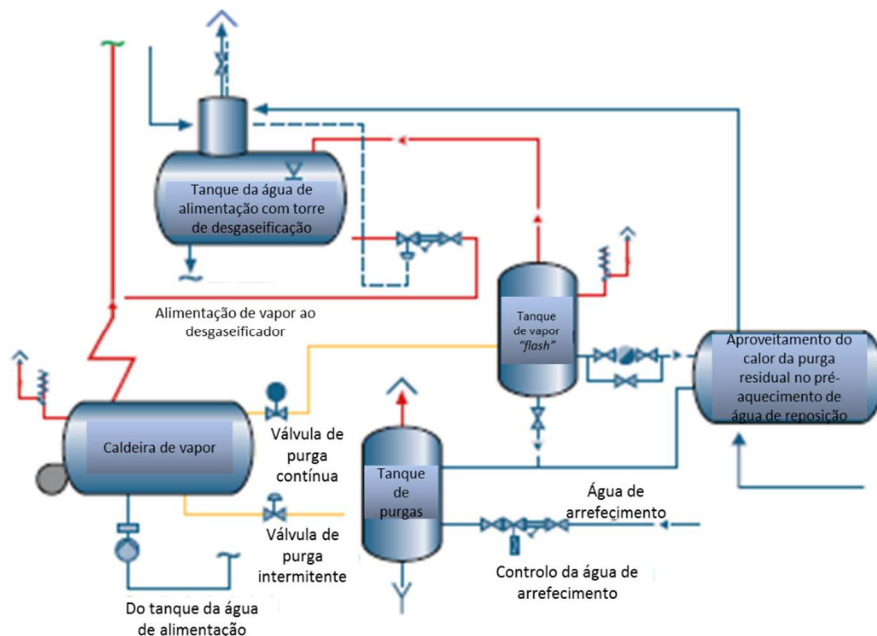 Tanque da água de
alimentação com torre
de desgaseificação
Alimentação de vapor ao
desgaseificador
Tanque
de vapor
"flash"
Aproveitamento do
calor da purga
residual no pré-
aquecimento de
água de reposição
Caldeira de vapor
Válvula de
purga
contínua
Tanque
de
purgas
Água de
arrefecimento
Válvula de
purga
intermitente
Controlo da água de
arrefecimento
Do tanque da água
de alimentação